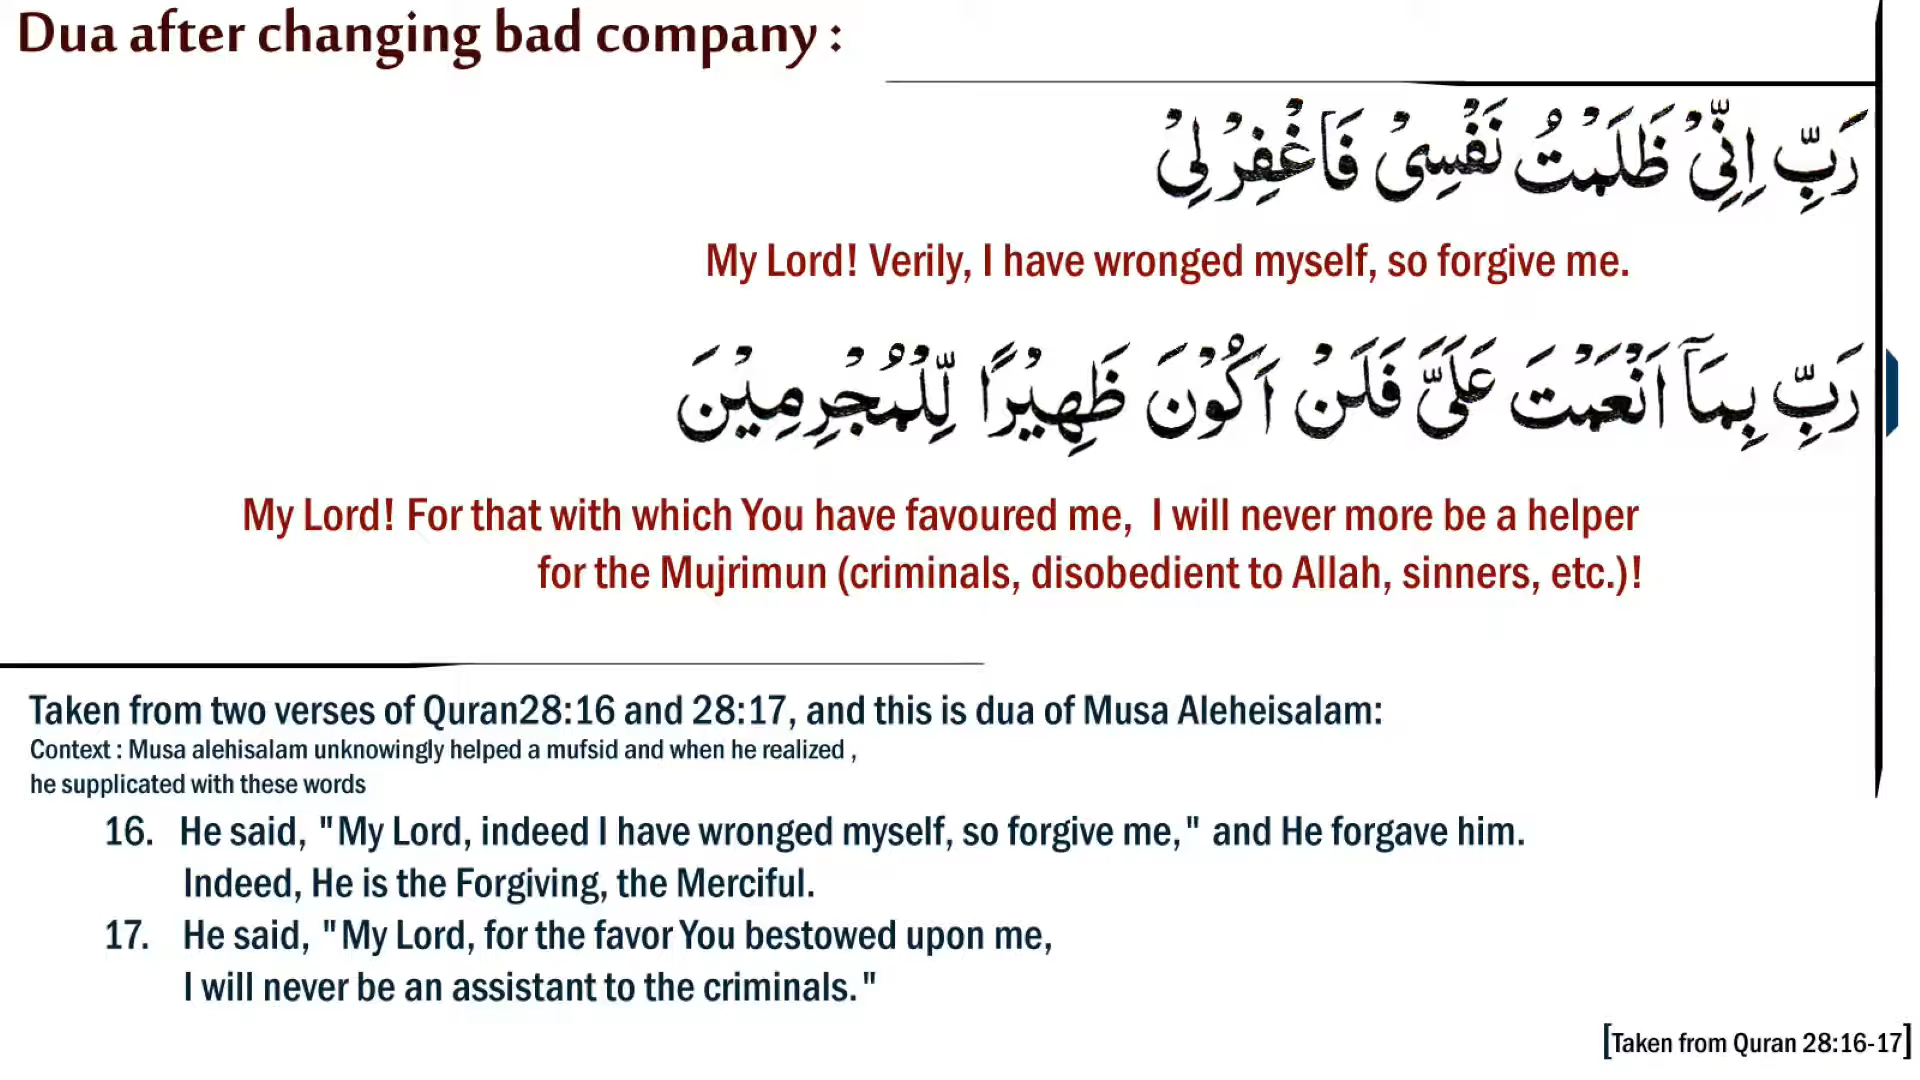 Dua after changing bad company :
رَبِّ اِنِّیْ ظَلَمْتُ نَفْسِیْ فَاغْفِرْ لِیْ
My Lord! Verily, I have wronged myself, so forgive me.
رَبِّ بِمَاۤ اَنْعَمْتَ عَلَیَّ فَلَنْ اَكُوْنَ ظَهِیْرًا لِّلْمُجْرِمِیْنَ
My Lord! For that with which You have favoured me, I will never more be a helper
for the Mujrimun (criminals, disobedient to Allah, sinners, etc.)!
Taken from two verses of Quran28:16 and 28:17, and this is dua of Musa Aleheisalam:
Context : Musa alehisalam unknowingly helped a mufsid and when he realized ,
he supplicated with these words
16. He said, "My Lord, indeed I have wronged myself, so forgive me," and He forgave him.
Indeed, He is the Forgiving, the Merciful.
17. He said, "My Lord, for the favor You bestowed upon me,
I will never be an assistant to the criminals."
[Taken from Quran 28:16-17]